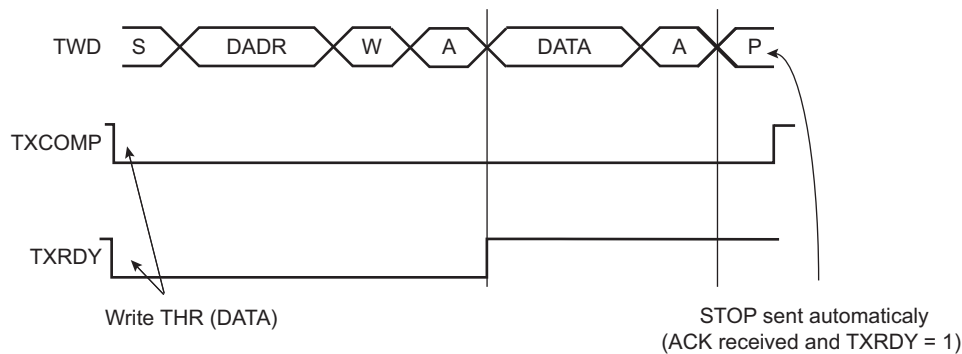 TWD S DADR W A DATA A P
TXCOMP
TXRDY
Write THR (DATA)
STOP sent automaticaly
(ACK received and TXRDY = 1)